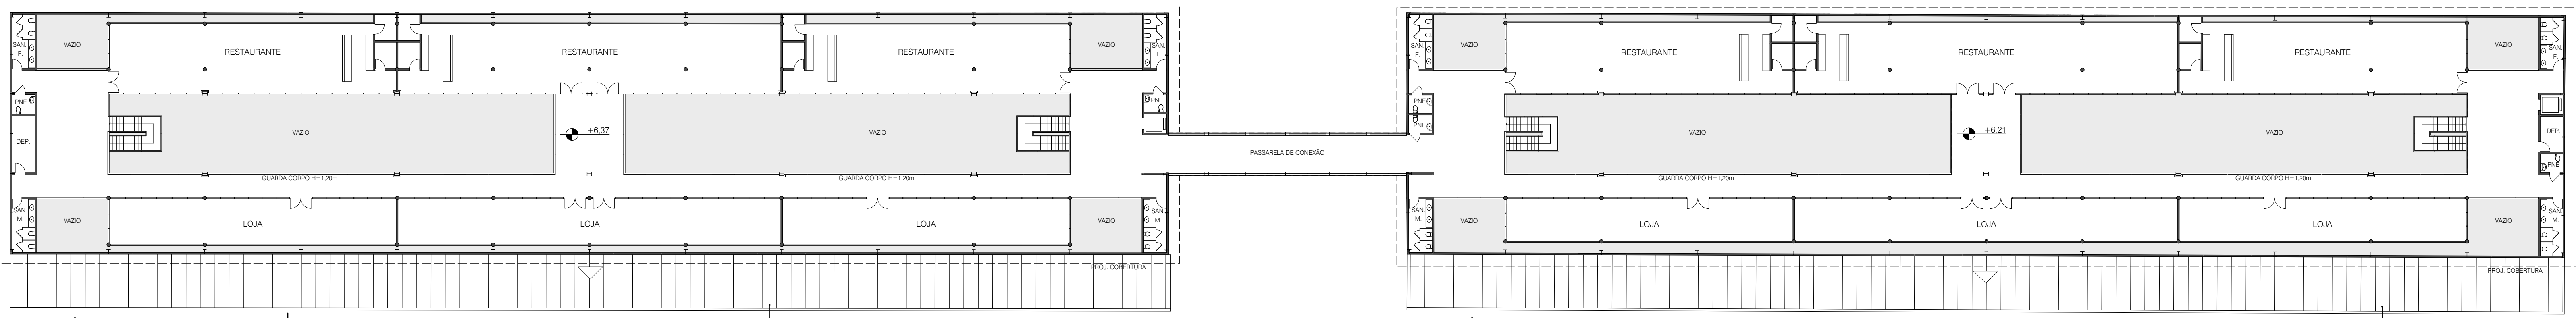 SAN.
F.
VAZIO
RESTAURANTE
RESTAURANTE
RESTAURANTE
VAZIO
SAN.
F.
PNE
DEP.
VAZIO
+6,37
VAZIO
PNE
GUARDA CORPO H=1,20m
GUARDA CORPO H=1,20m
SAN.
M.
VAZIO
LOJA
LOJA
LOJA
VAZIO
SAN.
M.
PROJ. COBERTURA
PASSARELA DE CONEXÃO
SAN.
F.
VAZIO
RESTAURANTE
RESTAURANTE
RESTAURANTE
VAZIO
SAN.
F.
PNE
PNE
VAZIO
+6,21
VAZIO
DEP.
PNE
GUARDA CORPO H=1,20m
GUARDA CORPO H=1,20m
SAN.
M.
VAZIO
LOJA
LOJA
LOJA
VAZIO
SAN.
M.
PROJ. COBERTURA